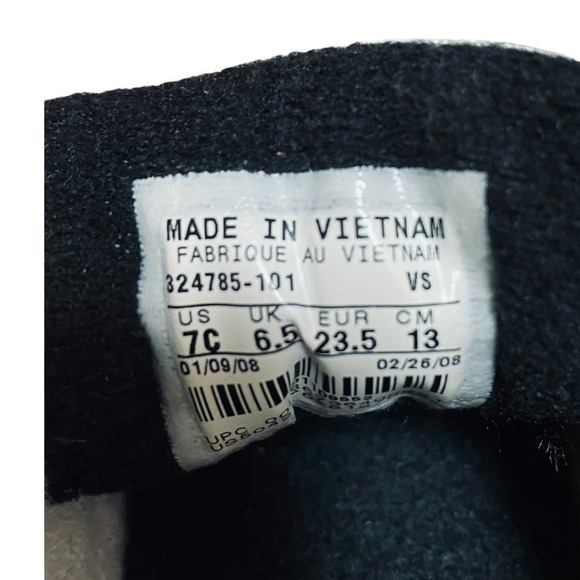 MADE IN VIETNAM
FABRIQUE AU VIETNAM
324785-101 VS
US UK EUR CM
7C 6.5 23.5 13
01/09/08 02/26/08
UPC